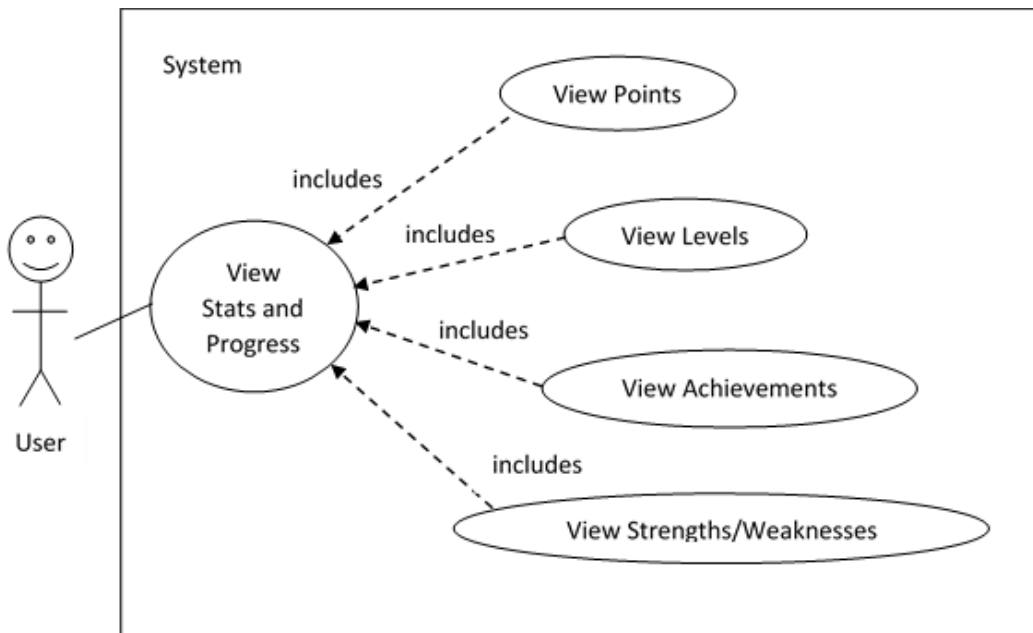 System
View Points
includes
includes
View Levels
View
Stats and
Progress
includes
View Achievements
User
includes
View Strengths/Weaknesses